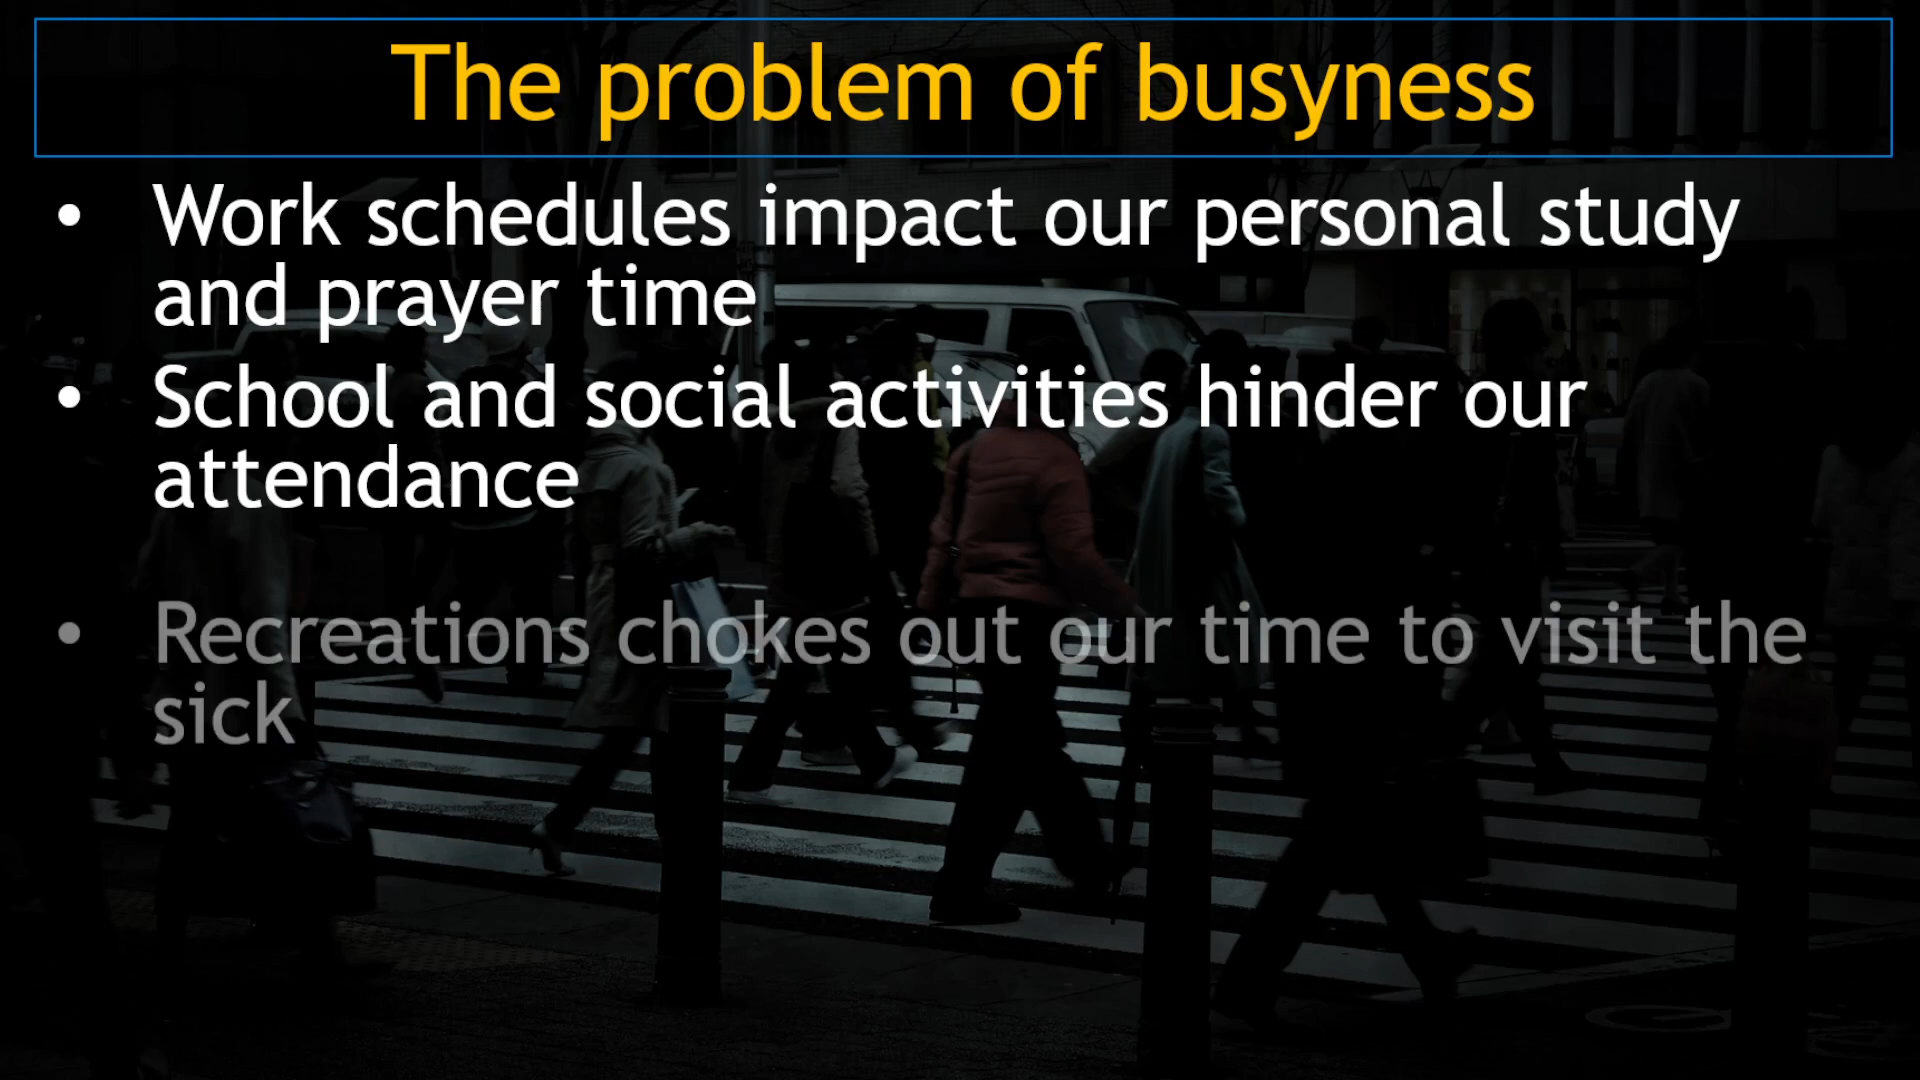 The problem of busyness
• Work schedules impact our personal study
and prayer time
• School and social activities hinder our
attendance
• Recreations chokes out our time to visit the
sick